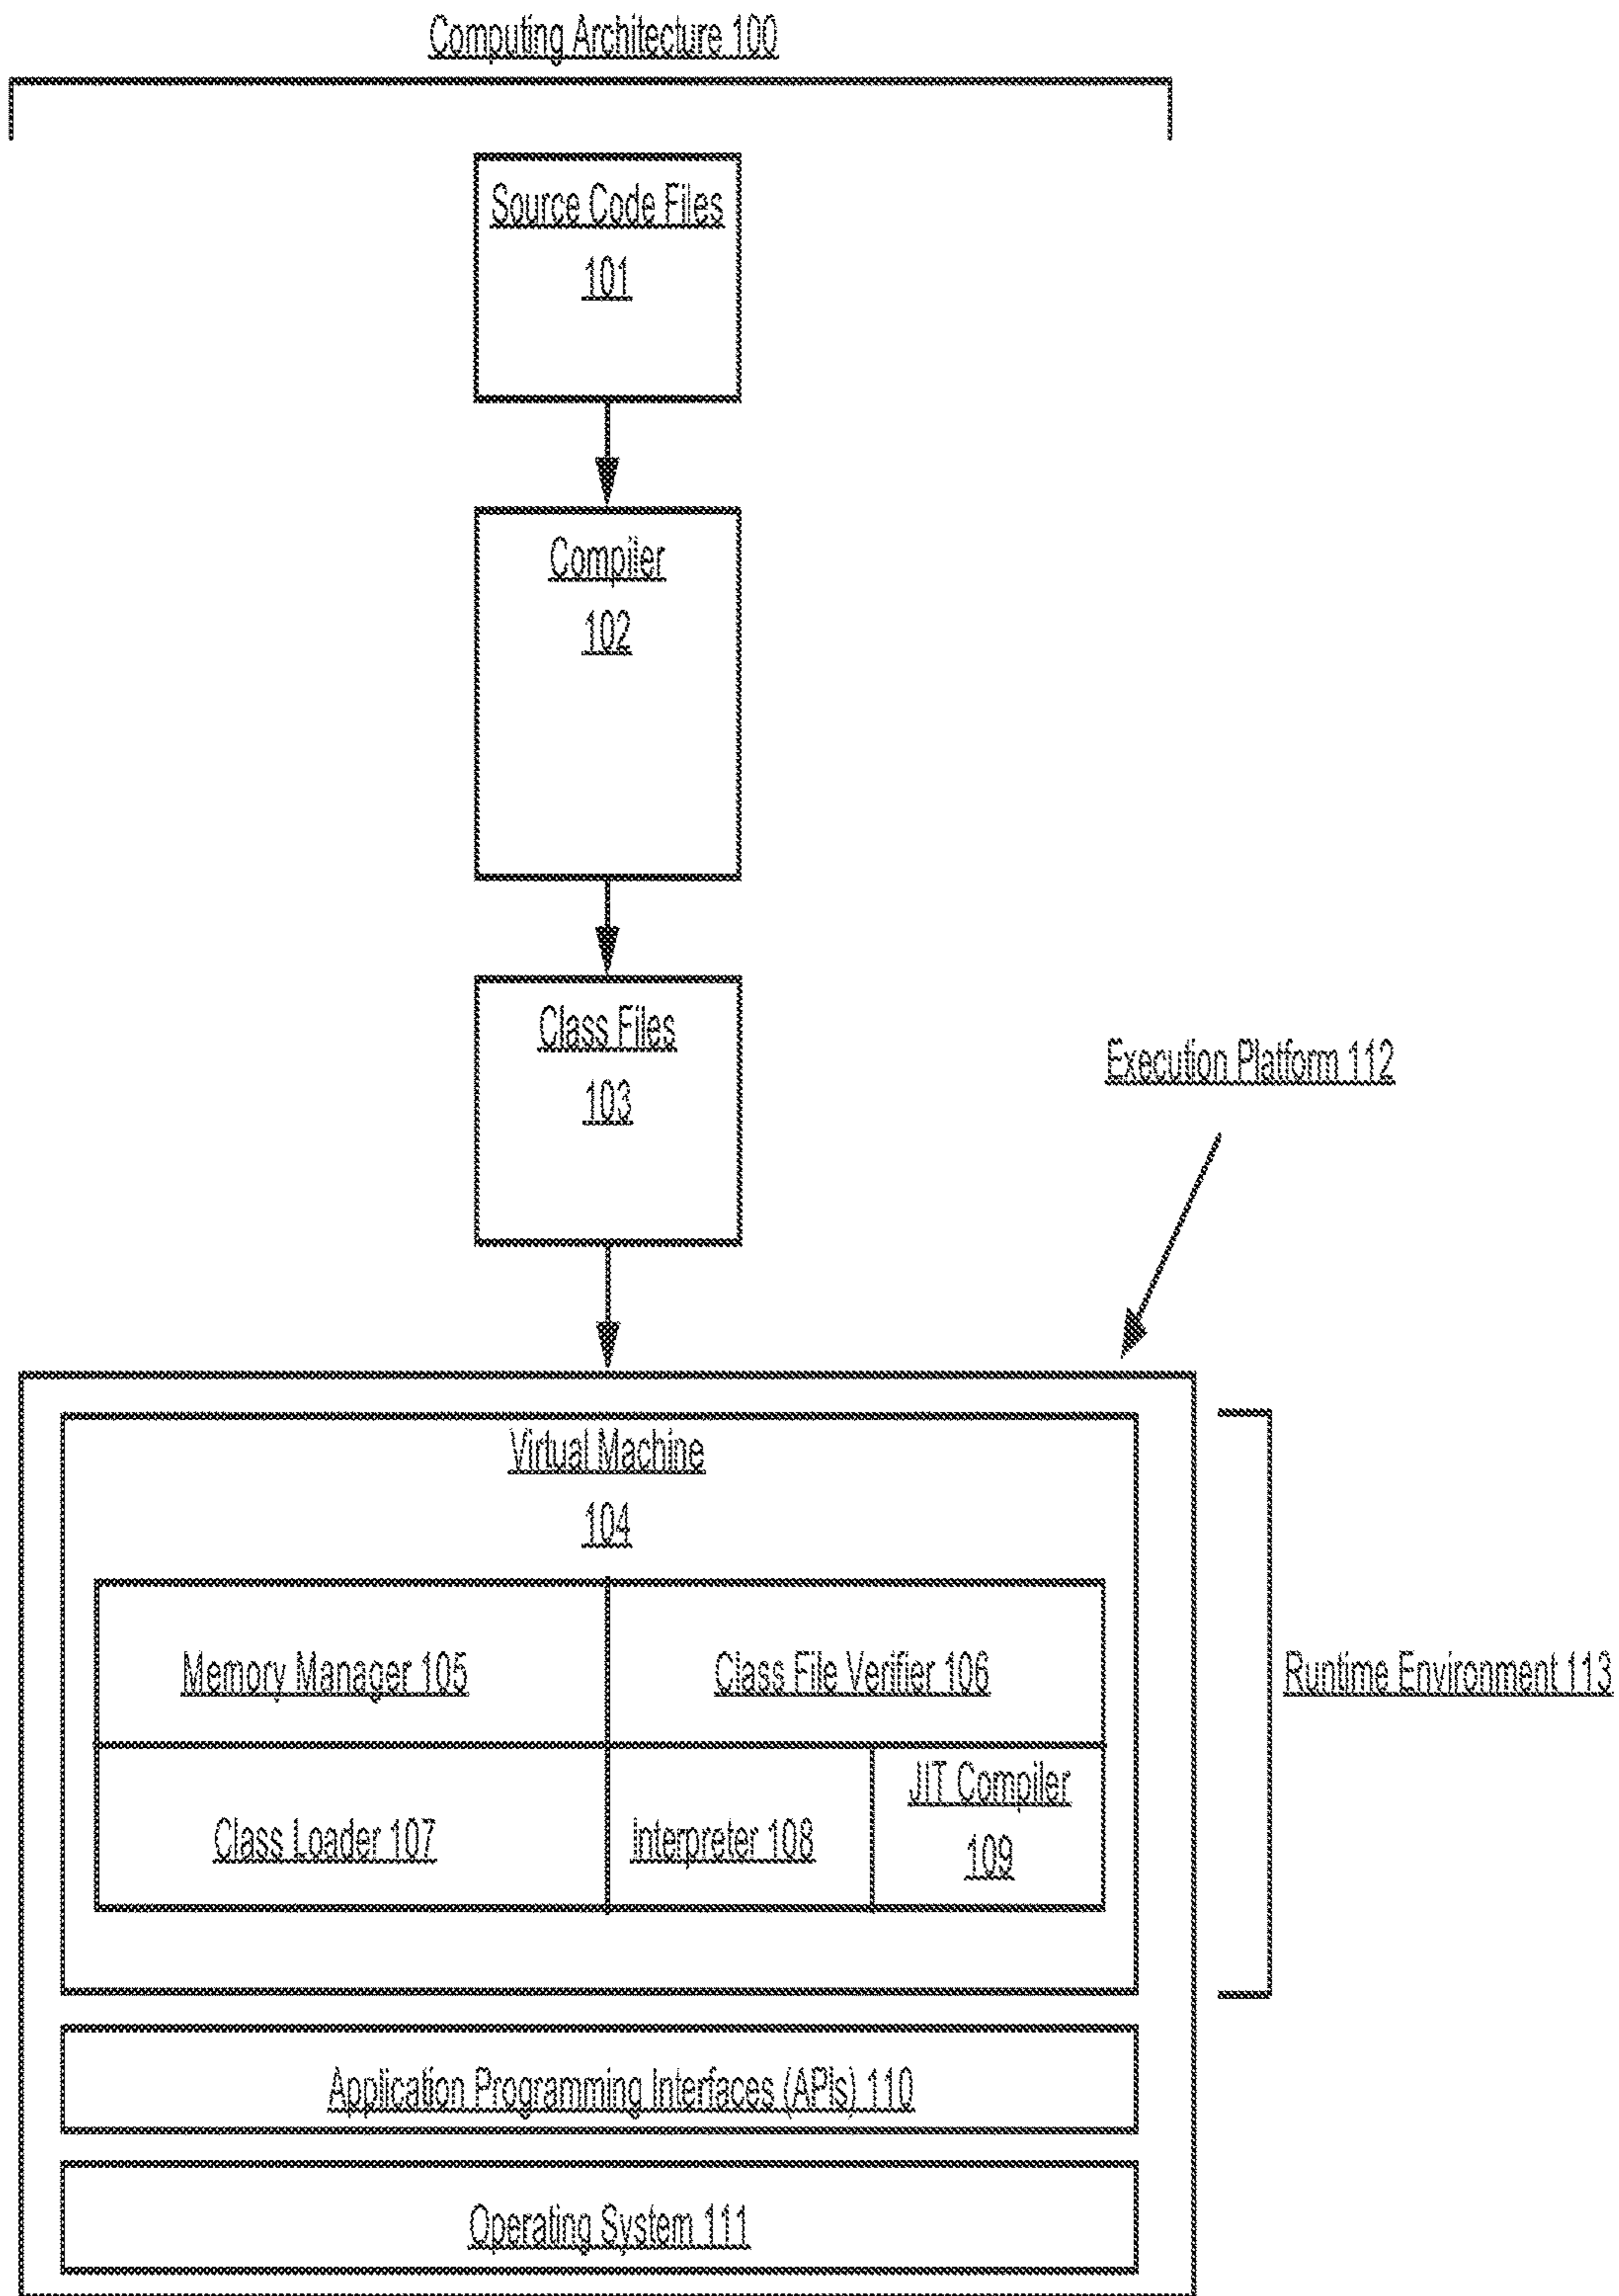 Computing Architecture 100
Source Code Files
101
Compiler
102
Class Files
103
Execution Platform 112
Virtual Machine
104
Memory Manager 105
Class File Verifier 106
Runtime Environment 113
Class Loader 107
Interpreter 108
JIT Compiler
109
Application Programming Interfaces (APIs) 110
Operating System 111